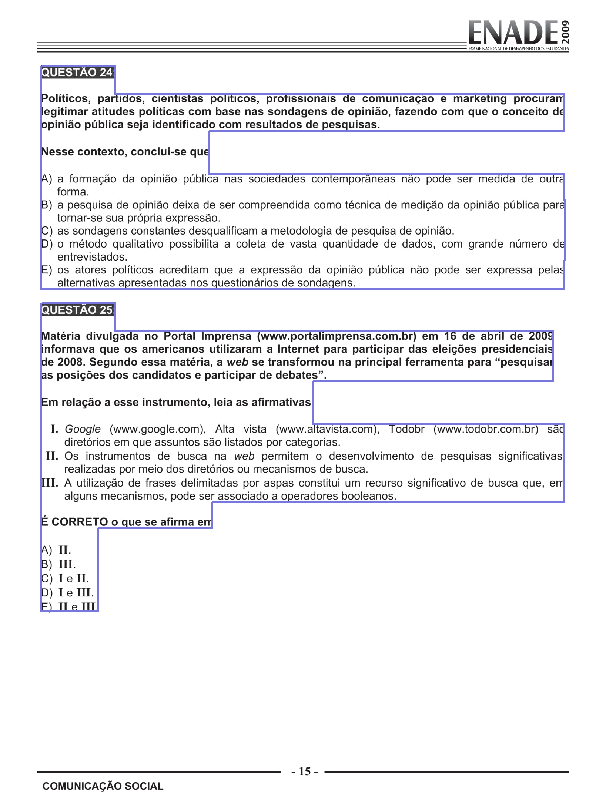 ENADE 2009
EXAME NACIONAL DE DESEMPENHO DOS ESTUDANTES
QUESTÃO 24
Políticos, partidos, cientistas políticos, profissionais de comunicação e marketing procuram
legitimar atitudes políticas com base nas sondagens de opinião, fazendo com que o conceito de
opinião pública seja identificado com resultados de pesquisas.
Nesse contexto, conclui-se que
A) a formação da opinião pública nas sociedades contemporâneas não pode ser medida de outra
forma.
B) a pesquisa de opinião deixa de ser compreendida como técnica de medição da opinião pública para
tornar-se sua própria expressão.
C) as sondagens constantes desqualificam a metodologia de pesquisa de opinião.
D) o método qualitativo possibilita a coleta de vasta quantidade de dados, com grande número de
entrevistados.
E) os atores políticos acreditam que a expressão da opinião pública não pode ser expressa pelas
alternativas apresentadas nos questionários de sondagens.
QUESTÃO 25
Matéria divulgada no Portal Imprensa (www.portalimprensa.com.br) em 16 de abril de 2009
informava que os americanos utilizaram a Internet para participar das eleições presidenciais
de 2008. Segundo essa matéria, a web se transformou na principal ferramenta para “pesquisar
as posições dos candidatos e participar de debates”.
Em relação a esse instrumento, leia as afirmativas
I. Google (www.google.com), Alta vista (www.altavista.com), Todobr (www.todobr.com.br) são
diretórios em que assuntos são listados por categorias.
II. Os instrumentos de busca na web permitem o desenvolvimento de pesquisas significativas
realizadas por meio dos diretórios ou mecanismos de busca.
III. A utilização de frases delimitadas por aspas constitui um recurso significativo de busca que, em
alguns mecanismos, pode ser associado a operadores booleanos.
É CORRETO o que se afirma em
A) II.
B) III.
C) I e II.
D) I e III.
E) II e III
- 15 -
COMUNICAÇÃO SOCIAL